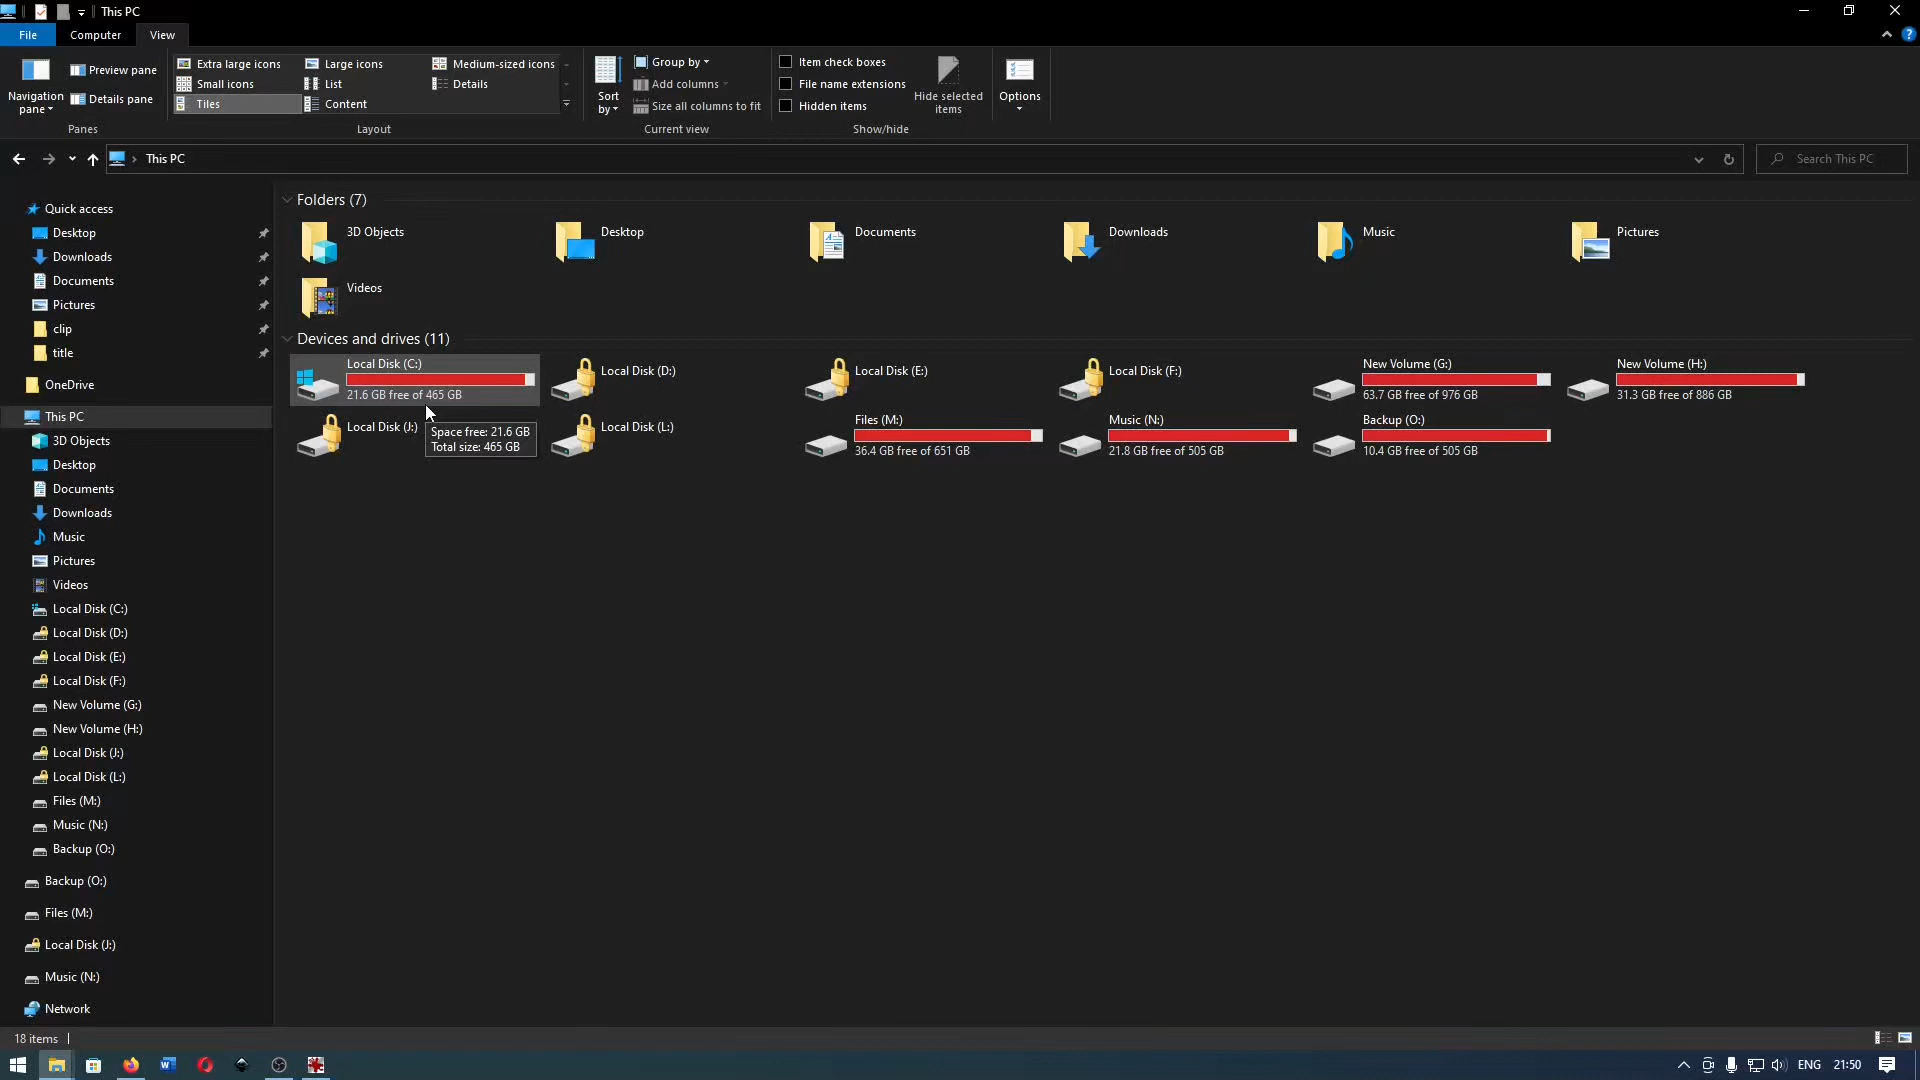 This PC
File Computer View
Navigation pane
Preview pane
Details pane
Panes
Extra large icons Large icons Medium-sized icons
Small icons List Details
Tiles Content
Layout
Sort by
Group by
Add columns
Size all columns to fit
Current view
Item check boxes
File name extensions
Hidden items
Hide selected items
Show/hide
Options
This PC
Search This PC
Quick access
Desktop
Downloads
Documents
Pictures
clip
title
OneDrive
This PC
3D Objects
Desktop
Documents
Downloads
Music
Pictures
Videos
Local Disk (C:)
Local Disk (D:)
Local Disk (E:)
Local Disk (F:)
New Volume (G:)
New Volume (H:)
Local Disk (J:)
Local Disk (L:)
Files (M:)
Music (N:)
Backup (O:)
Backup (O:)
Files (M:)
Local Disk (J:)
Music (N:)
Network
Folders (7)
3D Objects Desktop Documents Downloads Music Pictures
Videos
Devices and drives (11)
Local Disk (C:)
21.6 GB free of 465 GB
Local Disk (D:)
Local Disk (E:)
Local Disk (F:)
New Volume (G:)
63.7 GB free of 976 GB
New Volume (H:)
31.3 GB free of 886 GB
Local Disk (J:)
Space free: 21.6 GB
Total size: 465 GB
Local Disk (L:)
Files (M:)
36.4 GB free of 651 GB
Music (N:)
21.8 GB free of 505 GB
Backup (O:)
10.4 GB free of 505 GB
18 items
ENG 21:50